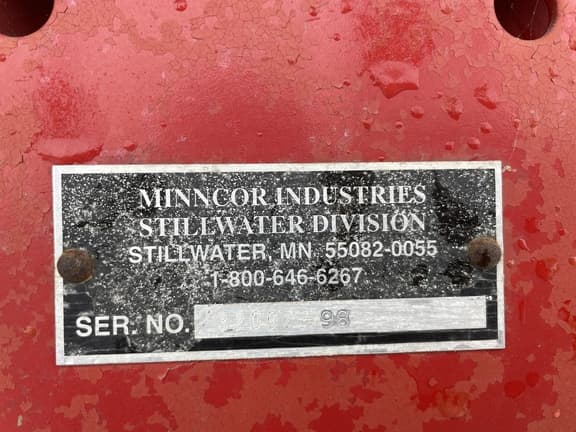 MINNCOR INDUSTRIES
STILLWATER DIVISION
STILLWATER, MN 55082-0055
1-800-646-6267
SER. NO.